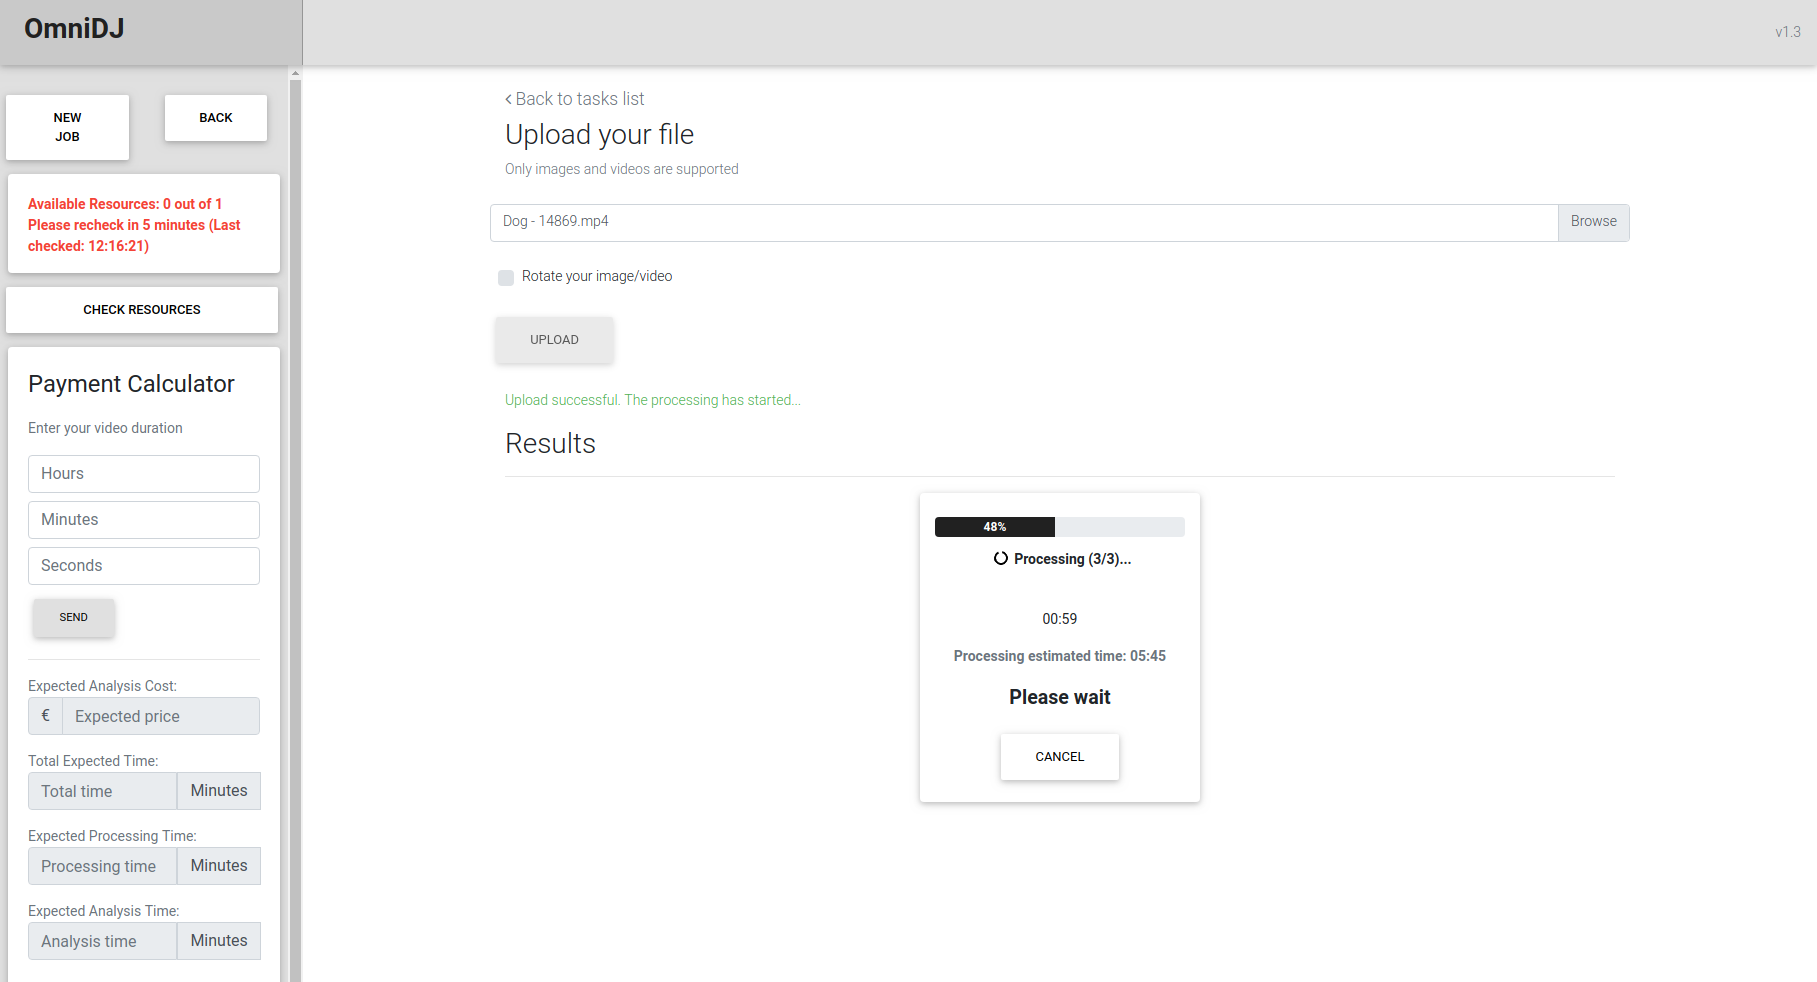 OmniDJ
v1.3
NEW
JOB
BACK
Available Resources: 0 out of 1
Please recheck in 5 minutes (Last
checked: 12:16:21)
CHECK RESOURCES
Payment Calculator
Enter your video duration
Hours
Minutes
Seconds
SEND
Expected Analysis Cost:
€ Expected price
Total Expected Time:
Total time Minutes
Expected Processing Time:
Processing time Minutes
Expected Analysis Time:
Analysis time Minutes
Back to tasks list
Upload your file
Only images and videos are supported
Dog - 14869.mp4 Browse
Rotate your image/video
UPLOAD
Upload successful. The processing has started...
Results
48%
Processing (3/3)...
00:59
Processing estimated time: 05:45
Please wait
CANCEL